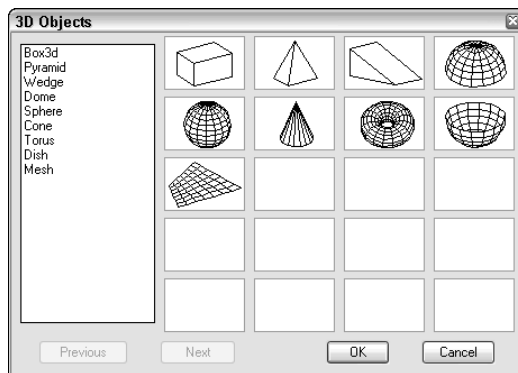 3D Objects
Box3d
Pyramid
Wedge
Dome
Sphere
Cone
Torus
Dish
Mesh
Previous
Next
OK
Cancel